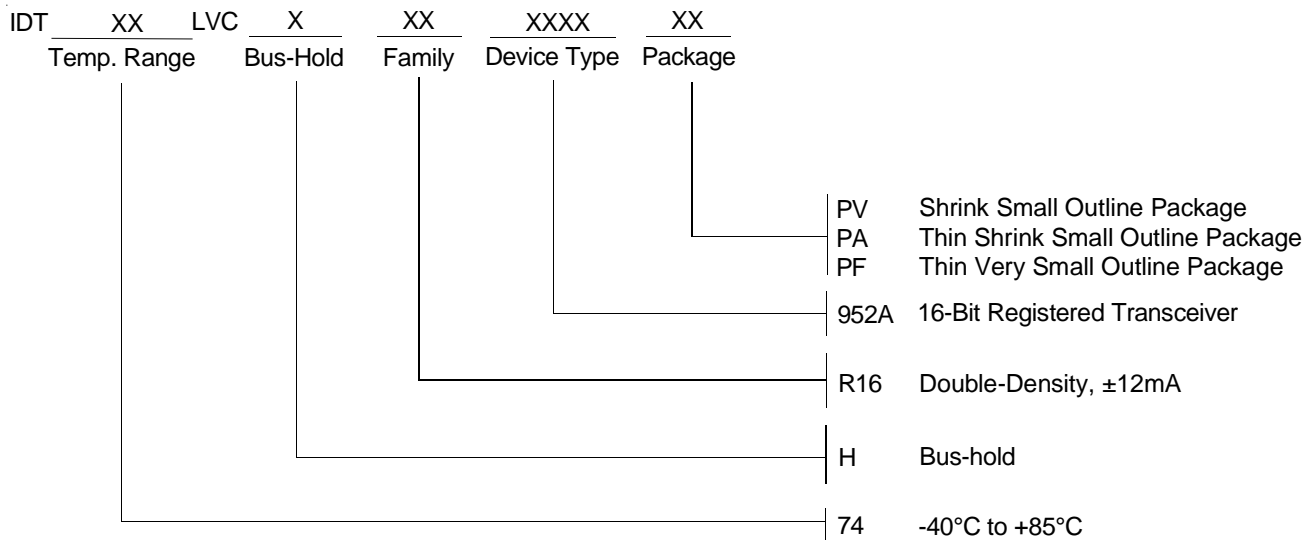 IDT XX LVC X XX XXXX XX
Temp. Range Bus-Hold Family Device Type Package
PV Shrink Small Outline Package
PA Thin Shrink Small Outline Package
PF Thin Very Small Outline Package
952A 16-Bit Registered Transceiver
R16 Double-Density, ±12mA
H Bus-hold
74 -40°C to +85°C